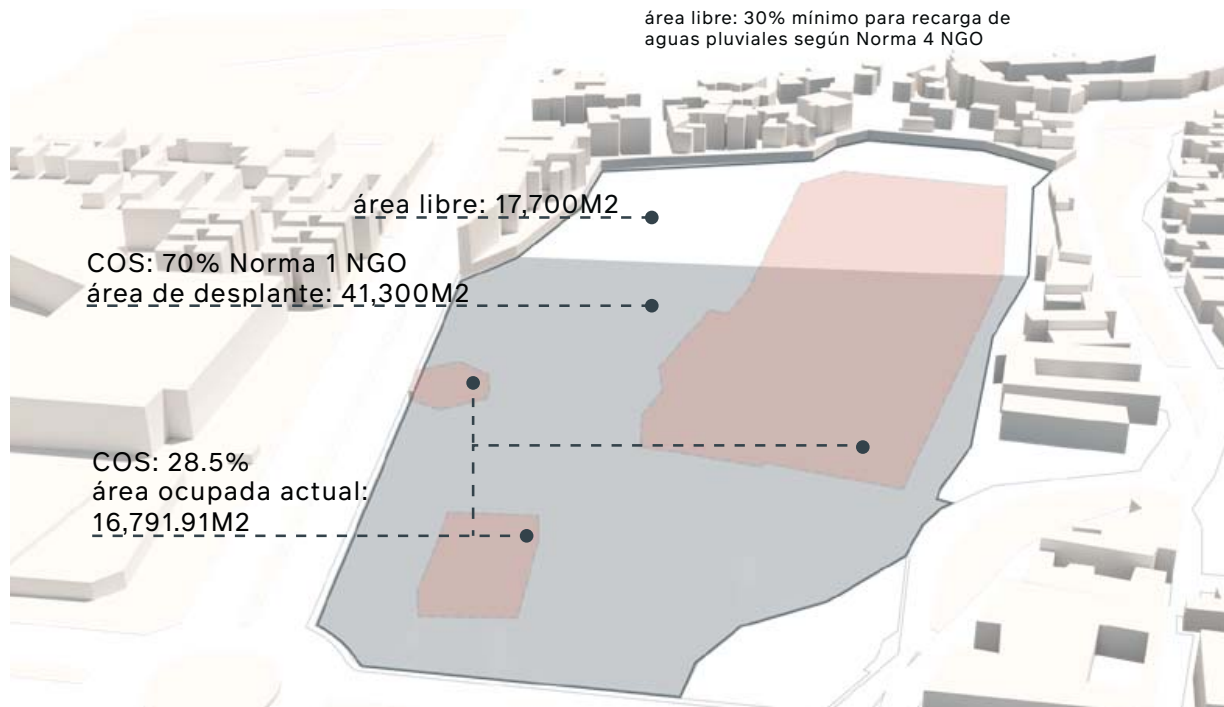 área libre: 30% mínimo para recarga de
aguas pluviales según Norma 4 NGO
área libre: 17,700M2
COS: 70% Norma 1 NGO
área de desplante: 41,300M2
COS: 28.5%
área ocupada actual:
16,791.91M2